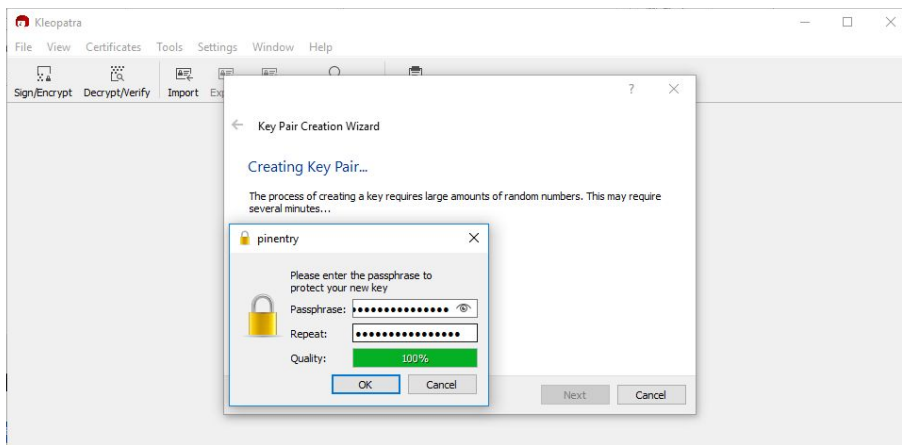 Kleopatra
File View Certificates Tools Settings Window Help
Sign/Encrypt Decrypt/Verify Import
? 
Key Pair Creation Wizard
Creating Key Pair...
The process of creating a key requires large amounts of random numbers. This may require
several minutes...
pinentry
Please enter the passphrase to
protect your new key
Passphrase: ●●●●●●●●●●●●●●●
Repeat: ●●●●●●●●●●●●●●●●
Quality: 100%
OK Cancel
Next Cancel